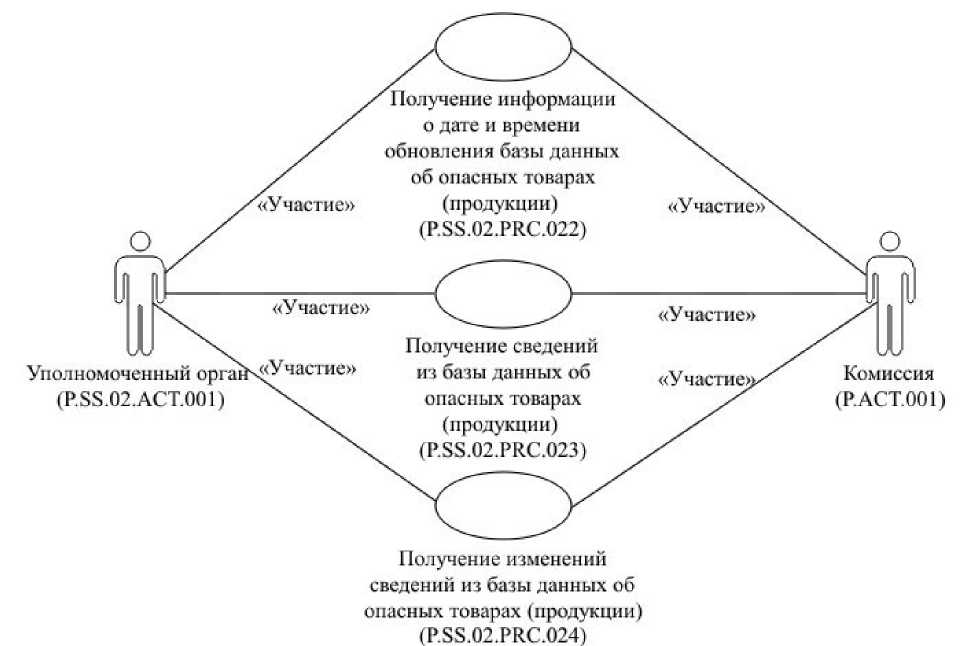 Получение информации
о дате и времени
обновления базы данных
об опасных товарах
(продукции)
(P.SS.02.PRC.022)
«Участие»
«Участие»
«Участие»
«Участие»
Получение сведений
из базы данных об
опасных товарах
(продукции)
(P.SS.02.PRC.023)
«Участие»
«Участие»
Уполномоченный орган
(P.SS.02.ACT.001)
Комиссия
(P.ACT.001)
Получение изменений
сведений из базы данных об
опасных товарах (продукции)
(P.SS.02.PRC.024)